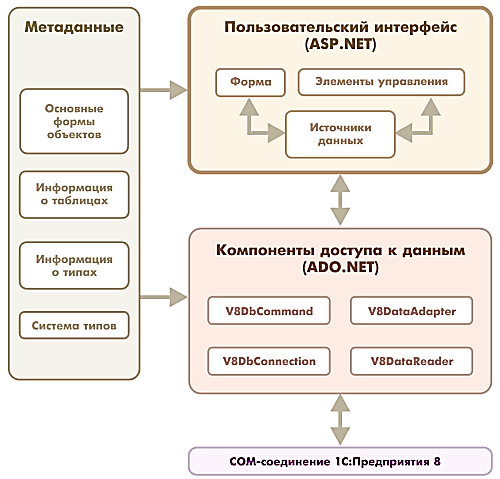 Метаданные
Основные
формы
объектов
Информация
о таблицах
Информация
о типах
Система типов
Пользовательский интерфейс
(ASP.NET)
Форма
Элементы управления
Источники
данных
Компоненты доступа к данным
(ADO.NET)
V8DbCommand
V8DataAdapter
V8DbConnection
V8DataReader
COM-соединение 1С:Предприятия 8